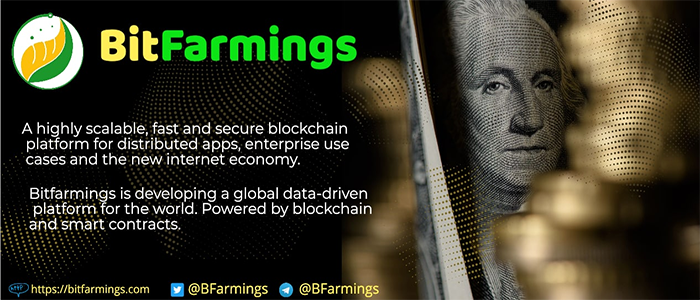 BitFarmings
A highly scalable, fast and secure blockchain
platform for distributed apps, enterprise use
cases and the new internet economy.
Bitfarmings is developing a global data-driven
platform for the world. Powered by blockchain
and smart contracts.
https://bitfarmings.com @BFarmings @BFarmings